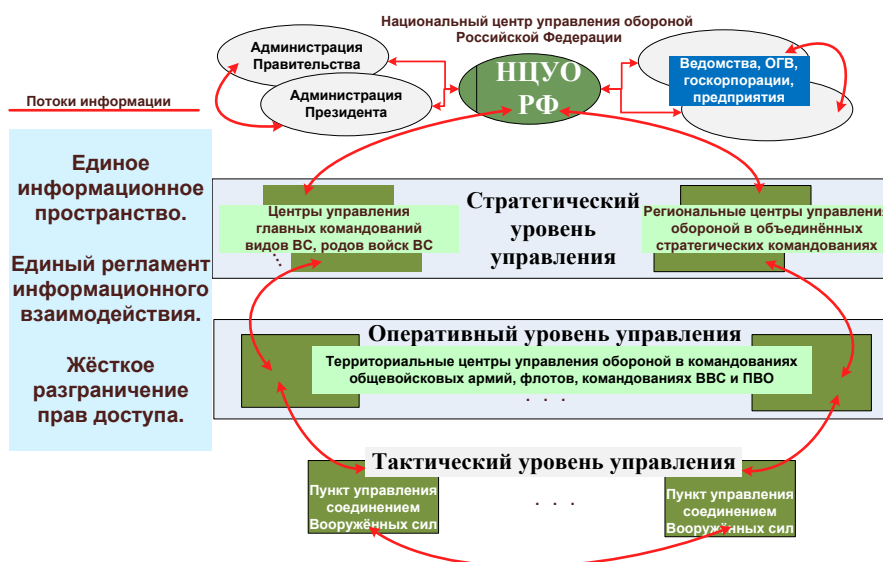 Национальный центр управления обороной
Российской Федерации
Администрация
Правительства
Администрация
Президента
НЦУО
РФ
Ведомства, ОГВ,
госкорпорации,
предприятия
Потоки информации
Единое
информационное
пространство.
Единый регламент
информационного
взаимодействия.
Жёсткое
разграничение
прав доступа.
Стратегический
уровень
управления
Центры управления
главных командований
видов ВС, родов войск ВС
Региональные центры управления
обороной в объединённых
стратегических командованиях
Оперативный уровень управления
Территориальные центры управления обороной в командованиях
общевойсковых армий, флотов, командованиях ВВС и ПВО
. . .
Тактический уровень управления
Пункт управления
соединением
Вооружённых сил
. . .
Пункт управления
соединением
Вооружённых сил